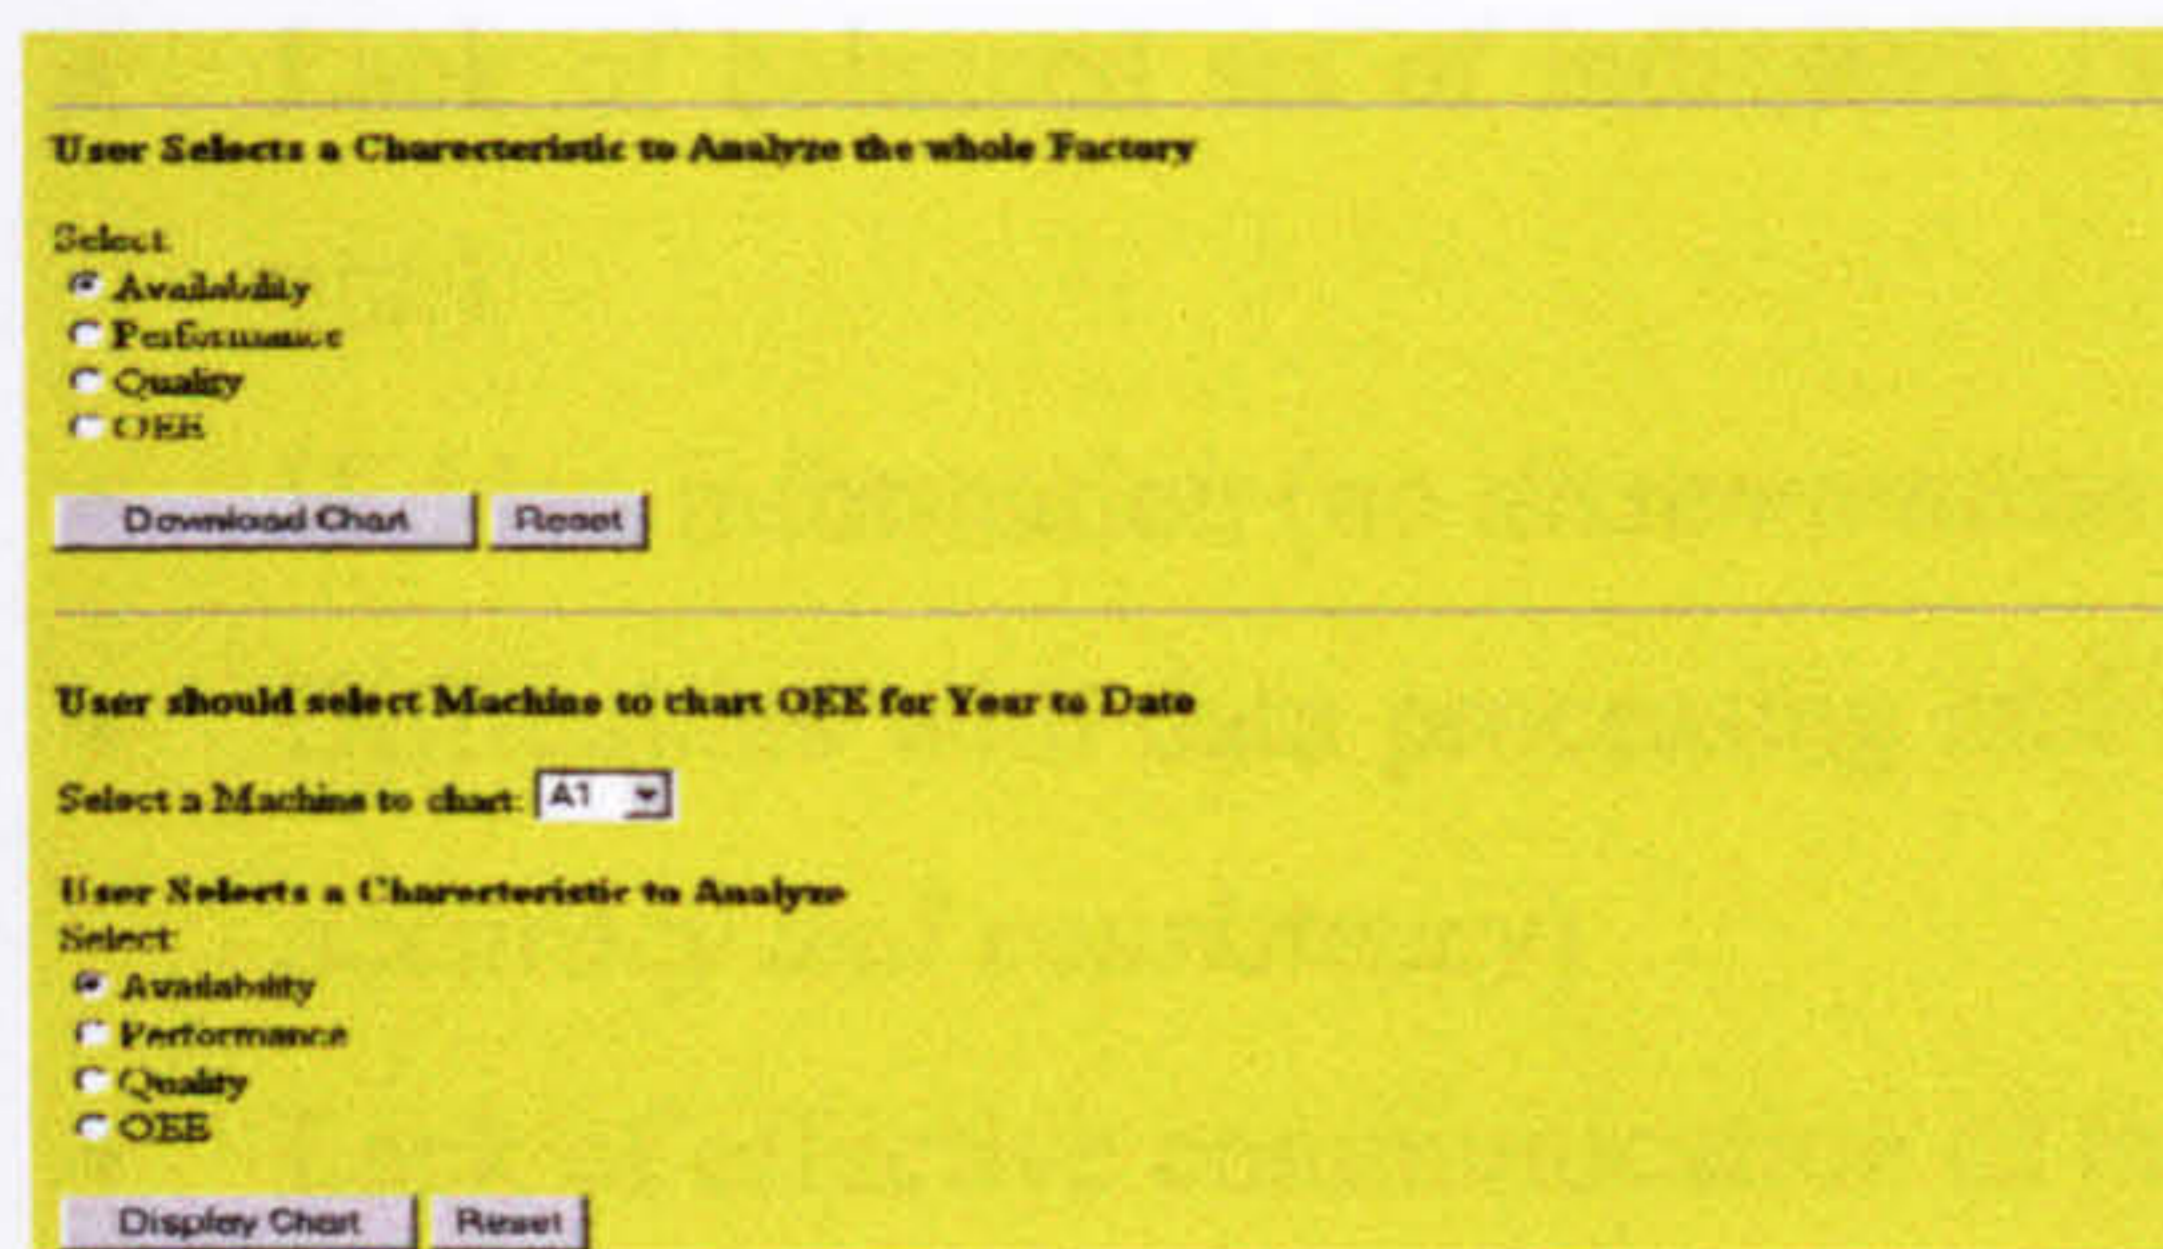 User Selects a Charecteristic to Analyze the whole Factory
Select:
Availability
Performance
Quality
OEE
Download Chart Reset
User should select Machine to chart OEE for Year to Date
Select a Machine to chart: A1
User Selects a Charecteristic to Analyze
Select:
Availability
Performance
Quality
OEE
Display Chart Reset